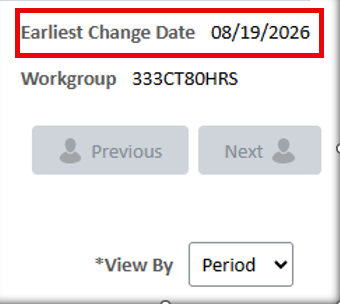 Earliest Change Date 08/19/2026
Workgroup 333CT80HRS
Previous Next
*View By Period